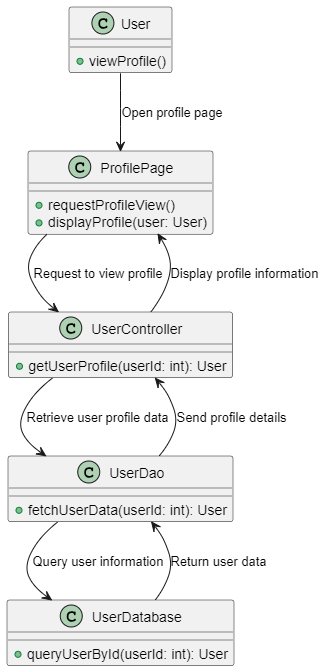 C User
viewProfile()
Open profile page
C ProfilePage
requestProfileView()
displayProfile(user: User)
Request to view profile
Display profile information
C UserController
getUserProfile(userId: int): User
Retrieve user profile data
Send profile details
C UserDao
fetchUserData(userId: int): User
Query user information
Return user data
C UserDatabase
queryUserById(userId: int): User